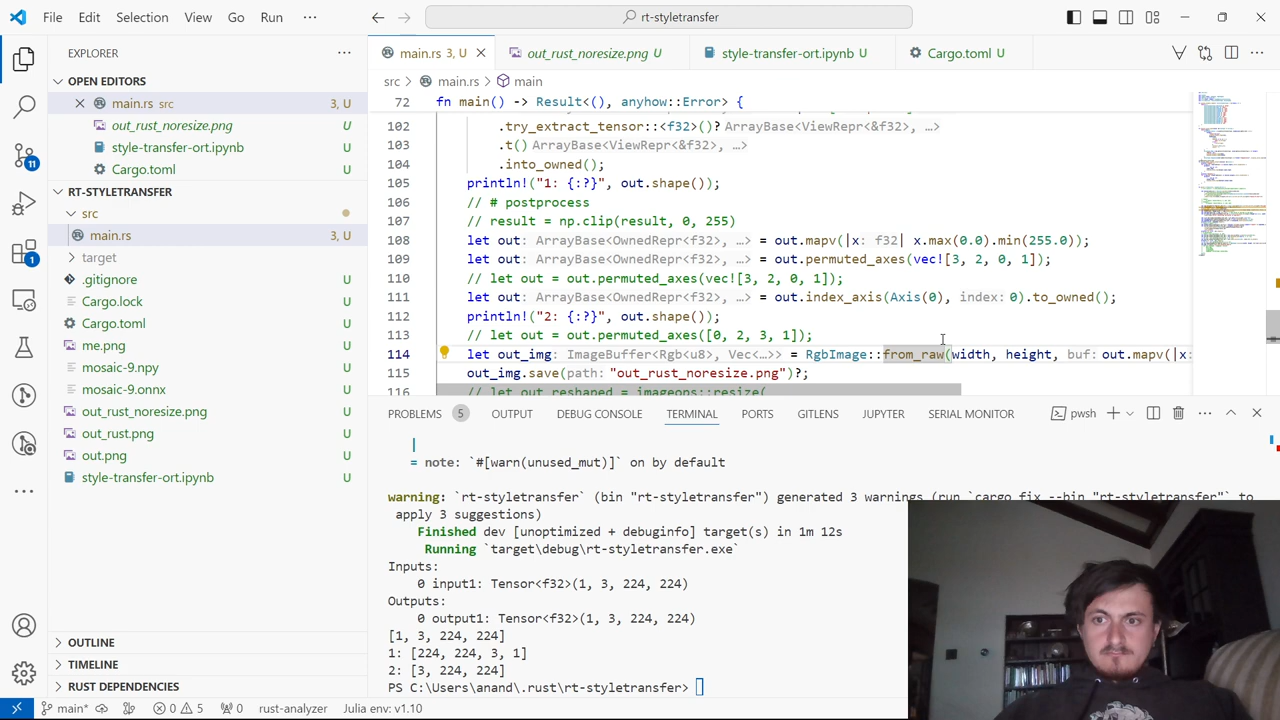 File Edit Selection View Go Run ··· rt-styletransfer
EXPLORER
OPEN EDITORS
main.rs src 3, U
out_rust_noresize.png U
style-transfer-ort.ipynb U
Cargo.toml U
RT-STYLETRANSFER
src
main.rs 3, U
target
.gitignore U
Cargo.lock U
Cargo.toml U
me.png U
mosaic-9.npy U
mosaic-9.onnx U
out_rust_noresize.png U
out_rust.png U
out.png U
style-transfer-ort.ipynb U
OUTLINE
TIMELINE
RUST DEPENDENCIES
11
1
main.rs 3, U out_rust_noresize.png U style-transfer-ort.ipynb U Cargo.toml U
src main.rs main
72 fn main() -> Result<(), anyhow::Error> {
102 .try_extract_tensor::<f32>()? ArrayBase<ViewRepr<&f32>, …>
103 ArrayBase<ViewRepr<&f32>, …>
104
105 println!("1: {:?}", out.shape());
106
107
108 let out: ArrayBase<OwnedRepr<f32>, …> = out.mapv(|x: f32| x.max(0.0).min(255.0));
109 let out: ArrayBase<OwnedRepr<f32>, …> = out.permuted_axes(vec![3, 2, 0, 1]);
110 // let out = out.permuted_axes(vec![3, 2, 0, 1]);
111 let out: ArrayBase<OwnedRepr<f32>, …> = out.index_axis(Axis(0), index: 0).to_owned();
112 println!("2: {:?}", out.shape());
113 // let out = out.permuted_axes([0, 2, 3, 1]);
114 let out_img: ImageBuffer<Rgb<u8>, Vec<…>> = RgbImage::from_raw(width, height, buf: out.mapv(|x:
115 out_img.save(path: "out_rust_noresize.png")?;
116 // let out_reshaped = imageops::resize(
PROBLEMS 5 OUTPUT DEBUG CONSOLE TERMINAL PORTS GITLENS JUPYTER SERIAL MONITOR pwsh
|
= note: `#[warn(unused_mut)]` on by default
warning: `rt-styletransfer` (bin "rt-styletransfer") generated 3 warnings (run `cargo fix --bin "rt-styletransfer"` to
apply 3 suggestions)
Finished dev [unoptimized + debuginfo] target(s) in 1m 12s
Running `target\debug\rt-styletransfer.exe`
Inputs:
0 input1: Tensor<f32>(1, 3, 224, 224)
Outputs:
0 output1: Tensor<f32>(1, 3, 224, 224)
[1, 3, 224, 224]
1: [224, 224, 3, 1]
2: [3, 224, 224]
PS C:\Users\anand\.rust\rt-styletransfer>
main* 0 5 0 rust-analyzer Julia env: v1.10